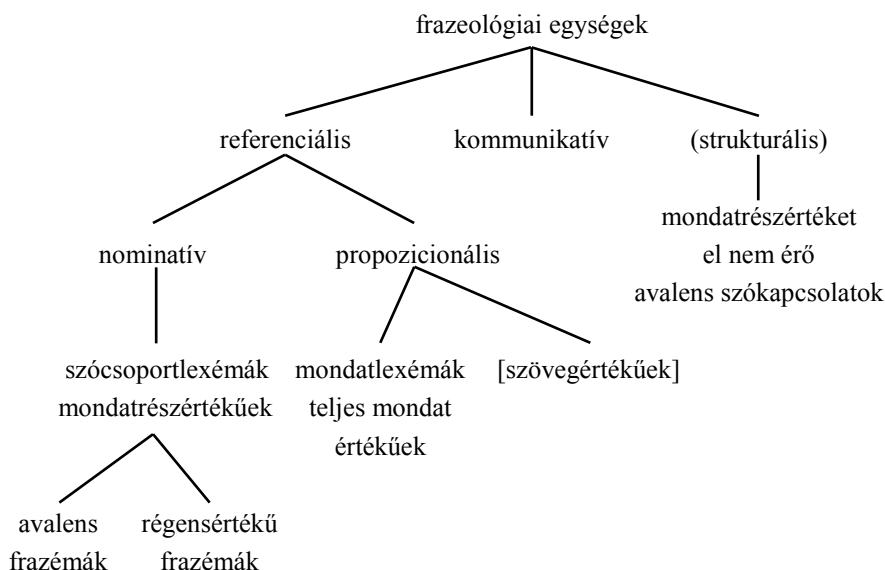 frazeológiai egységek
referenciális
kommunikatív
(strukturális)
mondatrészértéket
el nem érő
avalens szókapcsolatok
nominatív
propozicionális
szócsoportlexémák
mondatrészértékűek
mondatlexémák
teljes mondat
értékűek
[szövegértékűek]
avalens
frazémák
régensértékű
frazémák